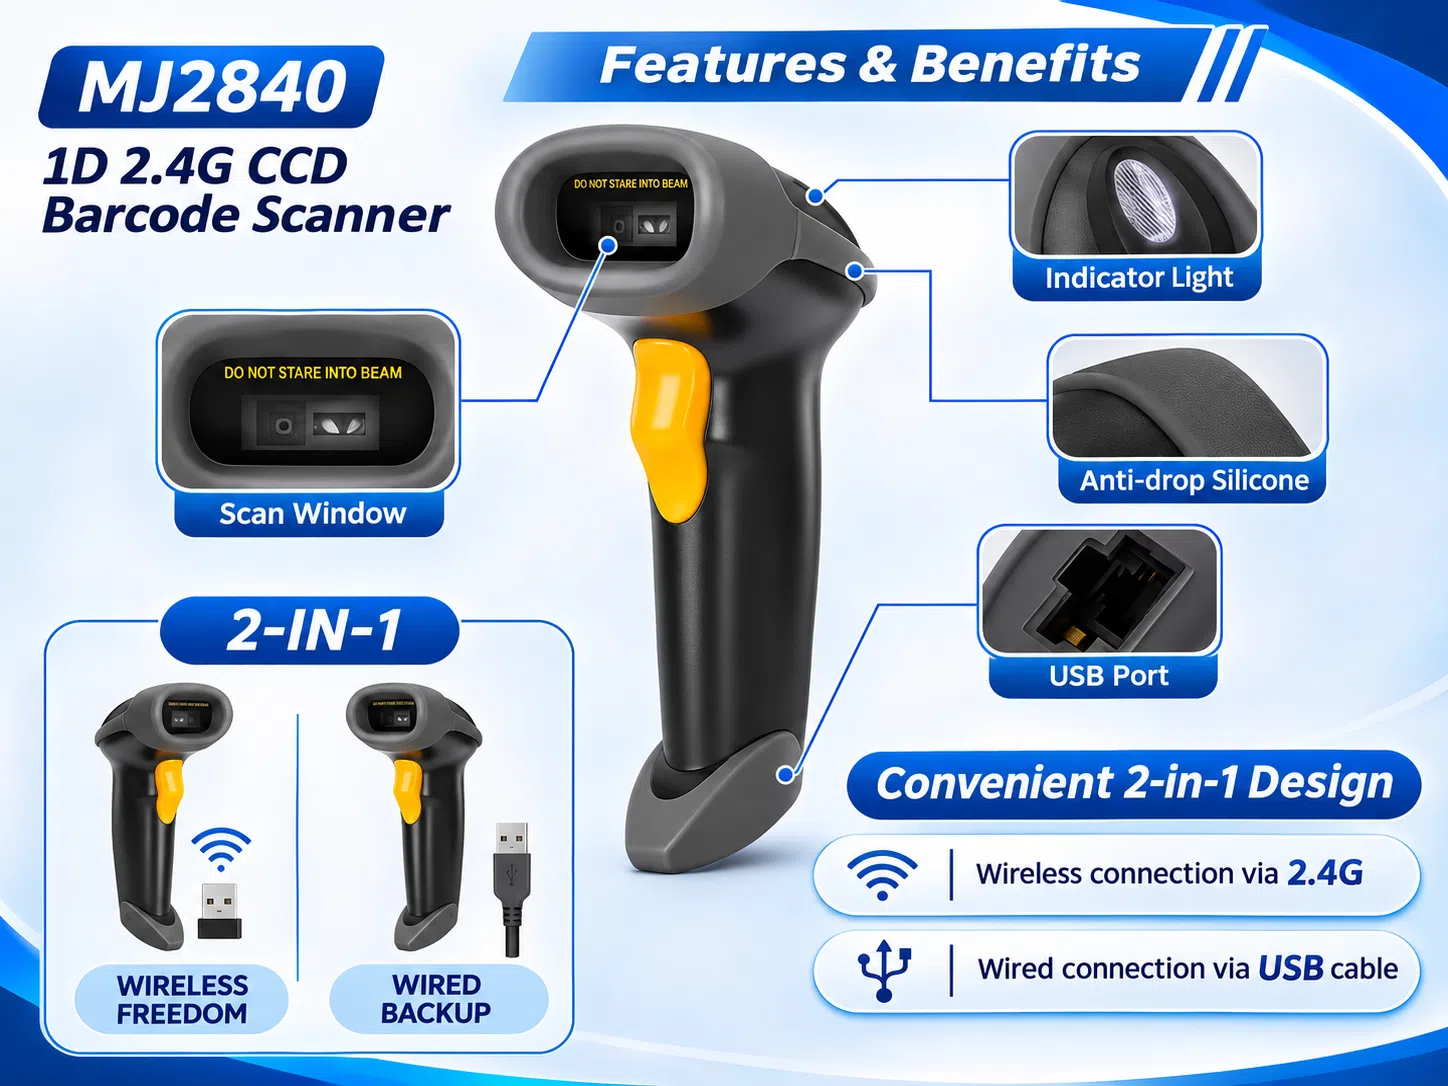 MJ2840
1D 2.4G CCD
Barcode Scanner
Features & Benefits
DO NOT STARE INTO BEAM
Indicator Light
DO NOT STARE INTO BEAM
Scan Window
Anti-drop Silicone
USB Port
2-IN-1
WIRELESS
FREEDOM
WIRED
BACKUP
Convenient 2-in-1 Design
Wireless connection via 2.4G
Wired connection via USB cable